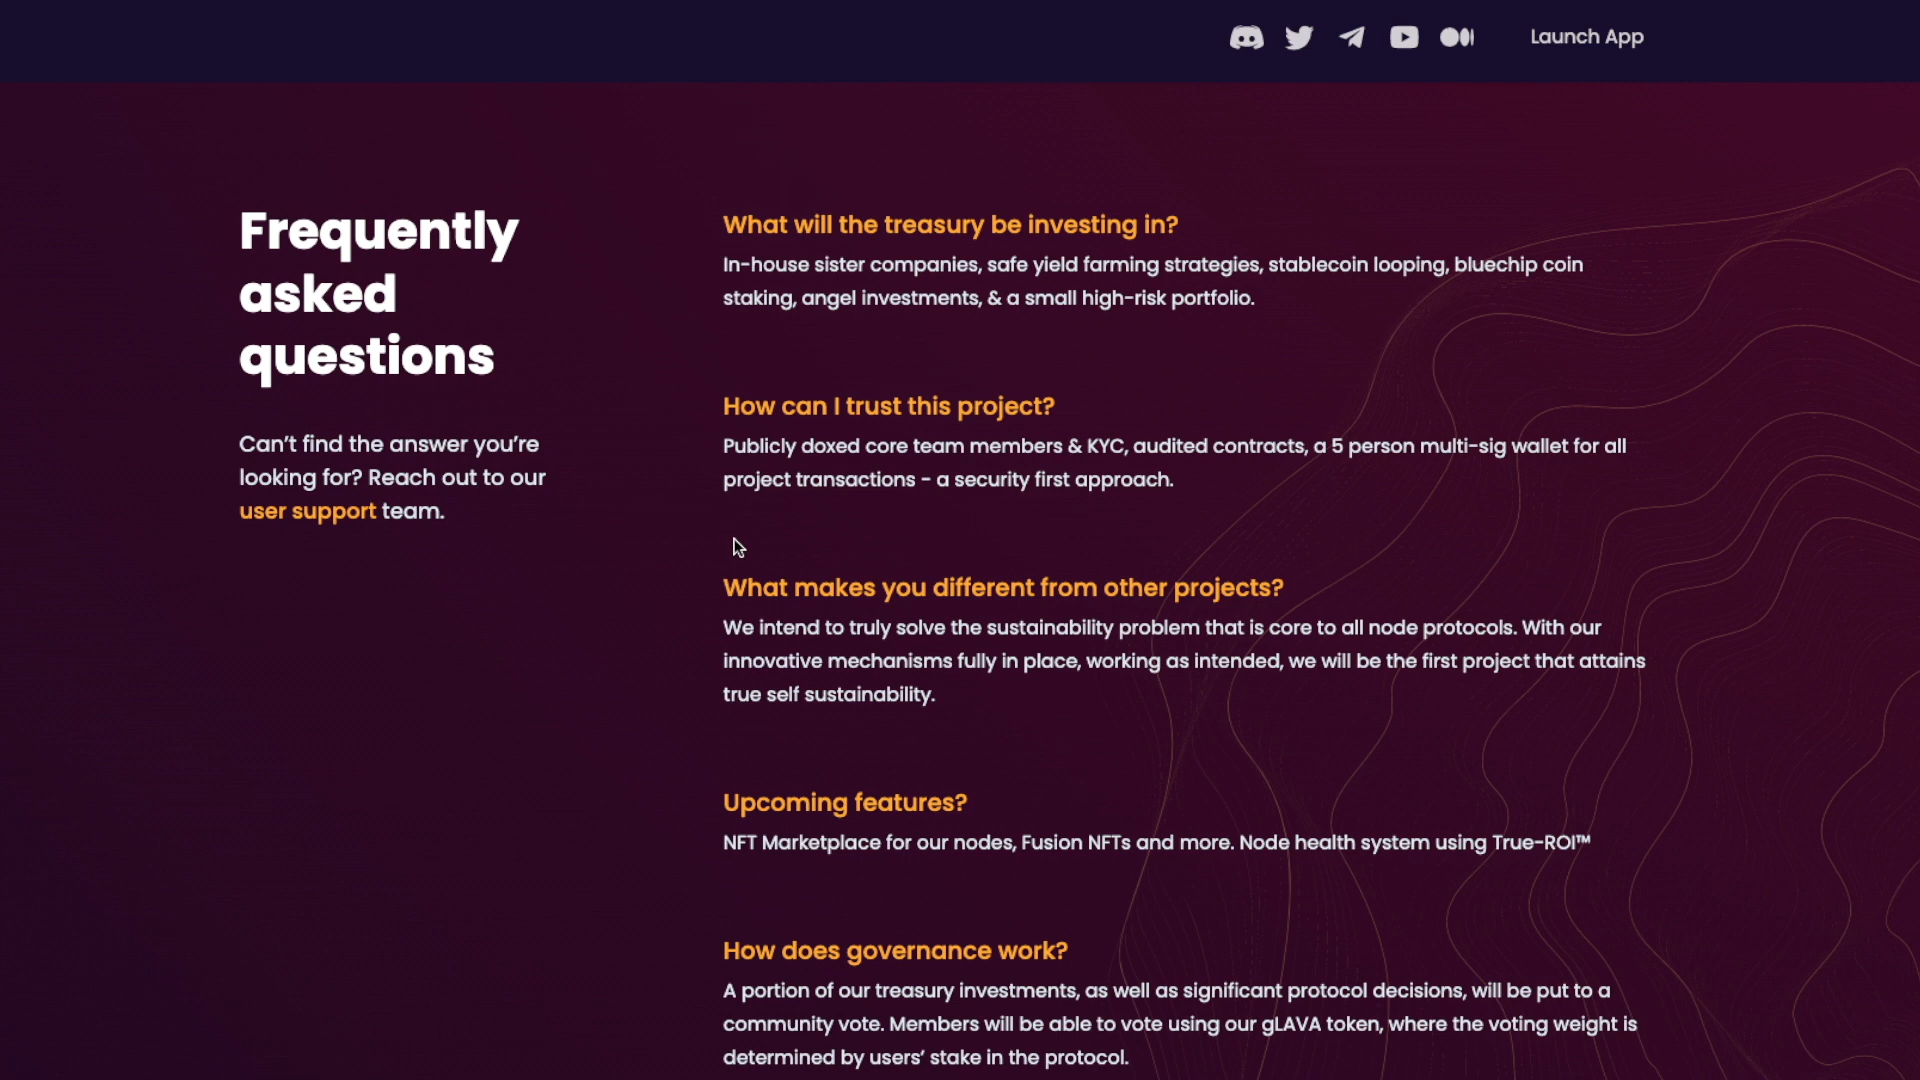 Launch App
Frequently
asked
questions
Can’t find the answer you’re
looking for? Reach out to our
user support team.
What will the treasury be investing in?
In-house sister companies, safe yield farming strategies, stablecoin looping, bluechip coin
staking, angel investments, & a small high-risk portfolio.
How can I trust this project?
Publicly doxed core team members & KYC, audited contracts, a 5 person multi-sig wallet for all
project transactions - a security first approach.
What makes you different from other projects?
We intend to truly solve the sustainability problem that is core to all node protocols. With our
innovative mechanisms fully in place, working as intended, we will be the first project that attains
true self sustainability.
Upcoming features?
NFT Marketplace for our nodes, Fusion NFTs and more. Node health system using True-ROI™
How does governance work?
A portion of our treasury investments, as well as significant protocol decisions, will be put to a
community vote. Members will be able to vote using our gLAVA token, where the voting weight is
determined by users’ stake in the protocol.